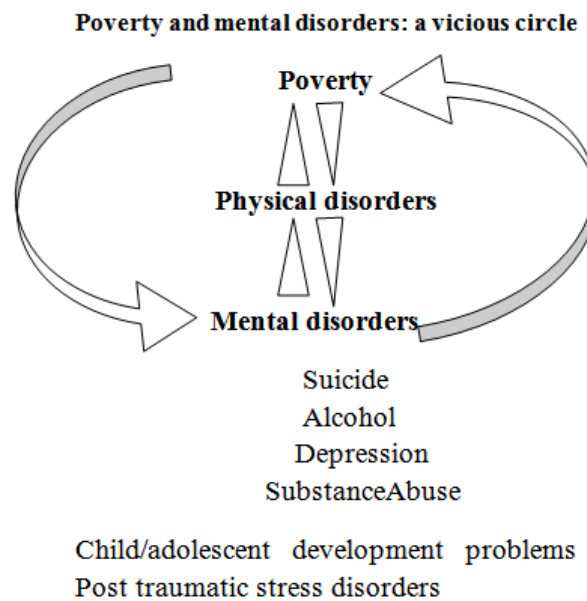 Poverty and mental disorders: a vicious circle
Poverty
Physical disorders
Mental disorders
Suicide
Alcohol
Depression
SubstanceAbuse
Child/adolescent development problems
Post traumatic stress disorders